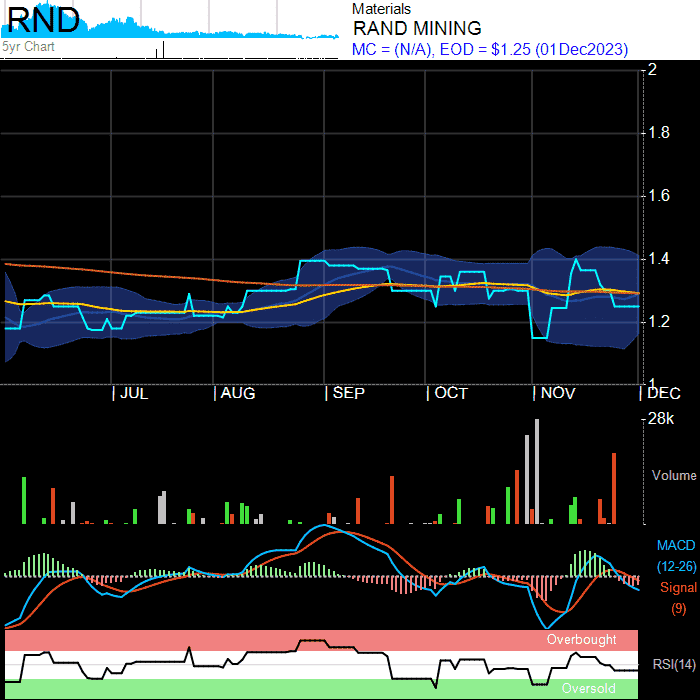 RND
5yr Chart
Materials
RAND MINING
MC = (N/A), EOD = $1.25 (01Dec2023)
2
1.8
1.6
1.4
1.2
1
JUL
AUG
SEP
OCT
NOV
DEC
28k
Volume
MACD
(12-26)
Signal
(9)
Overbought
RSI(14)
Oversold